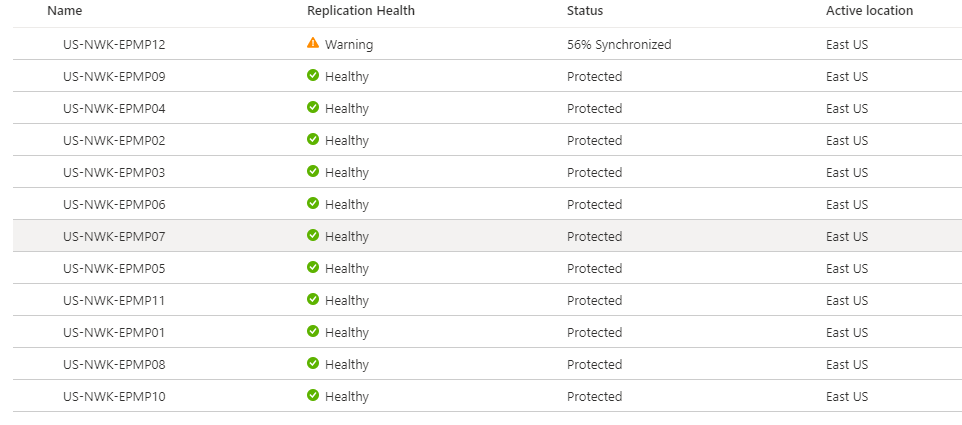 Name Replication Health Status Active location
US-NWK-EPMP12 Warning 56% Synchronized East US
US-NWK-EPMP09 Healthy Protected East US
US-NWK-EPMP04 Healthy Protected East US
US-NWK-EPMP02 Healthy Protected East US
US-NWK-EPMP03 Healthy Protected East US
US-NWK-EPMP06 Healthy Protected East US
US-NWK-EPMP07 Healthy Protected East US
US-NWK-EPMP05 Healthy Protected East US
US-NWK-EPMP11 Healthy Protected East US
US-NWK-EPMP01 Healthy Protected East US
US-NWK-EPMP08 Healthy Protected East US
US-NWK-EPMP10 Healthy Protected East US